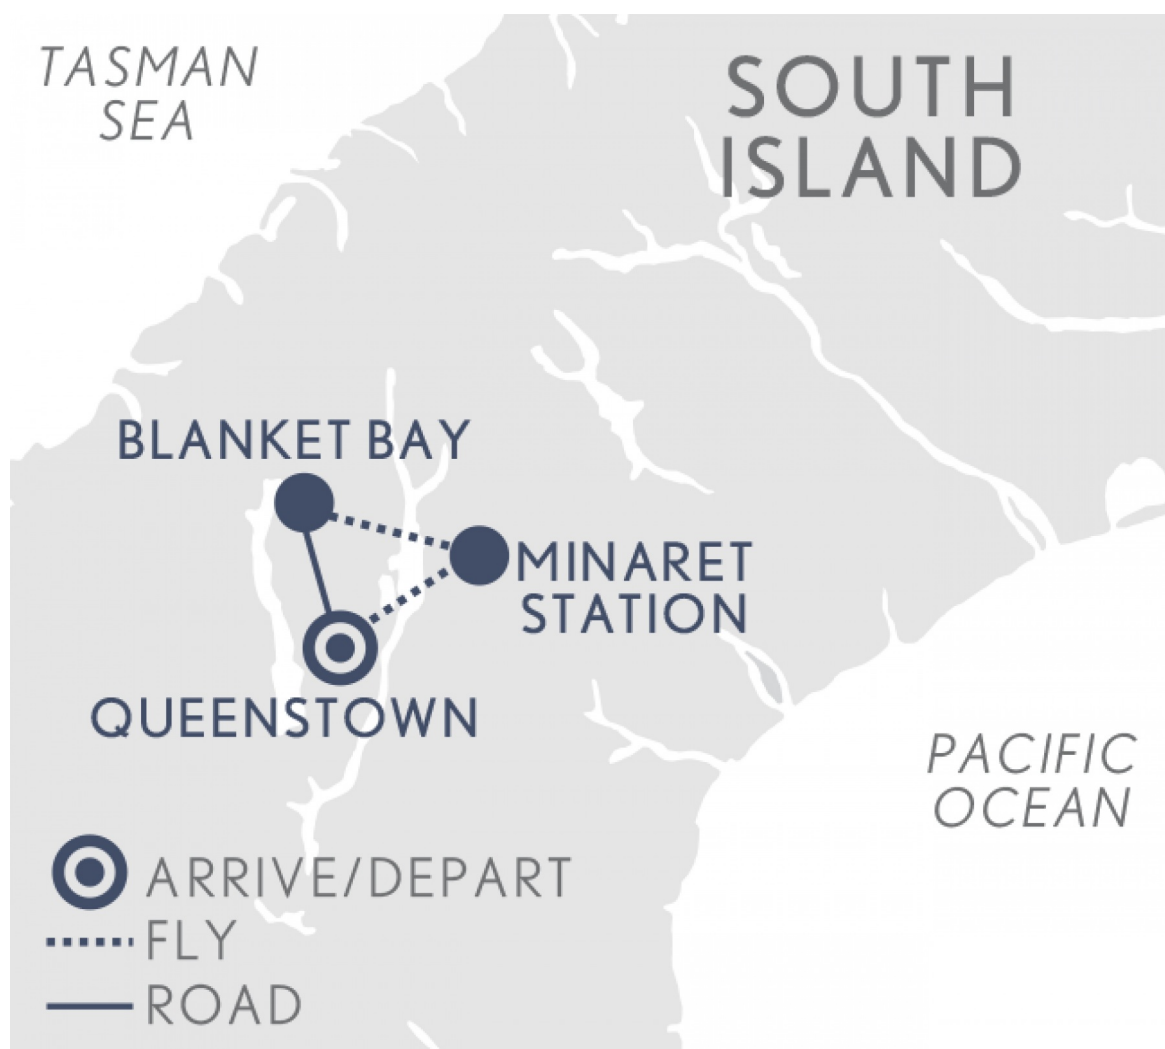 TASMAN
SEA
SOUTH
ISLAND
BLANKET BAY
MINARET
STATION
QUEENSTOWN
PACIFIC
OCEAN
ARRIVE/DEPART
FLY
ROAD